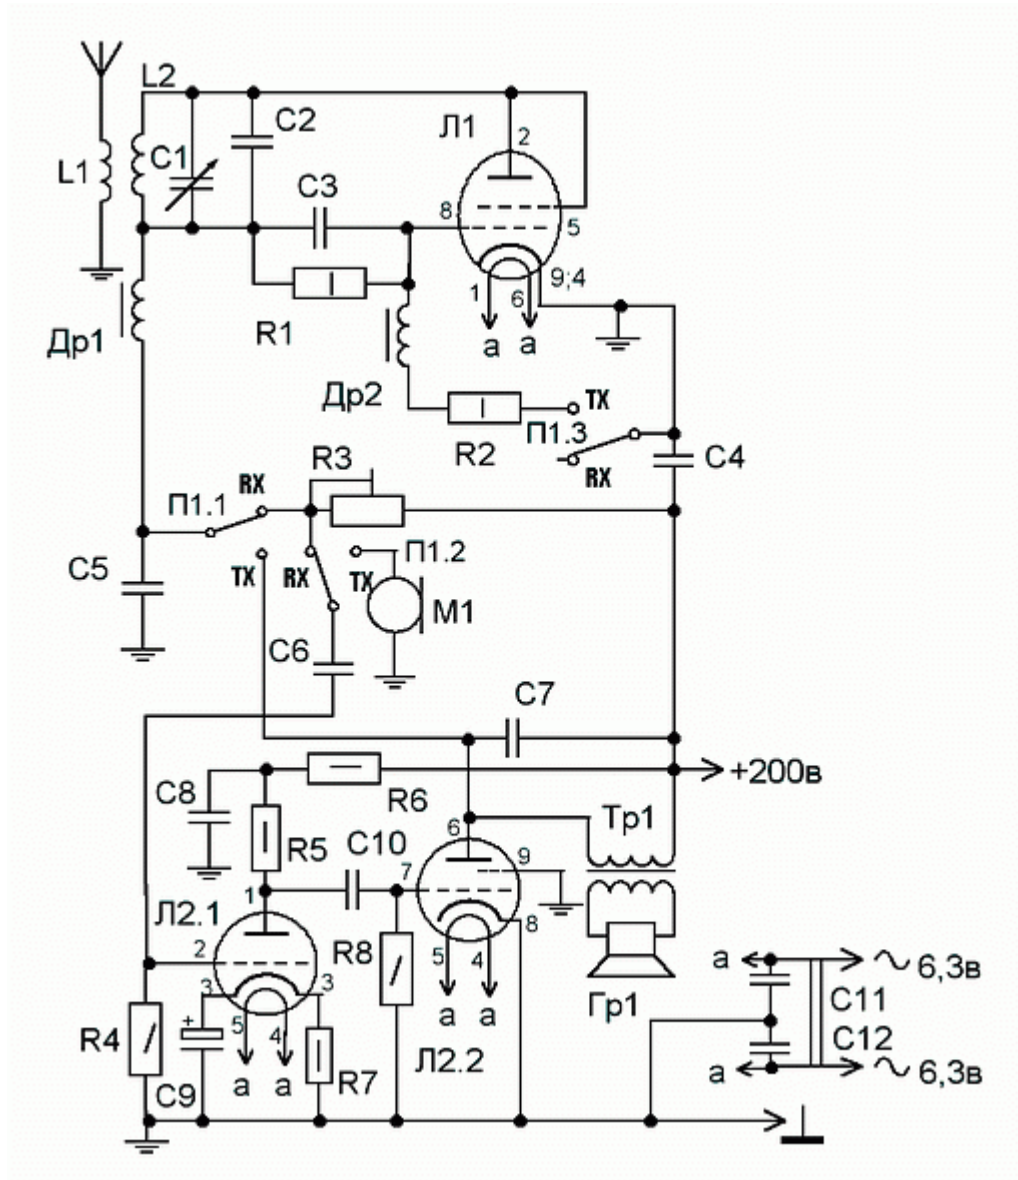 L2
C2
Л1
2
C1
L1
C3
8
5
9;4
1
6
R1
a a
Др1
Др2
TX
П1.3
R2
RX
C4
R3
RX
П1.1
П1.2
C5
TX
RX
TX
M1
C6
C7
+200в
C8
R6
Тр1
6
R5
C10
9
7
1
Л2.1
8
R8
2
5
4
3
3
a
6,3в
a a
Гр1
C11
+
5
4
R4
C12
Л2.2
a
6,3в
C9
a a
R7